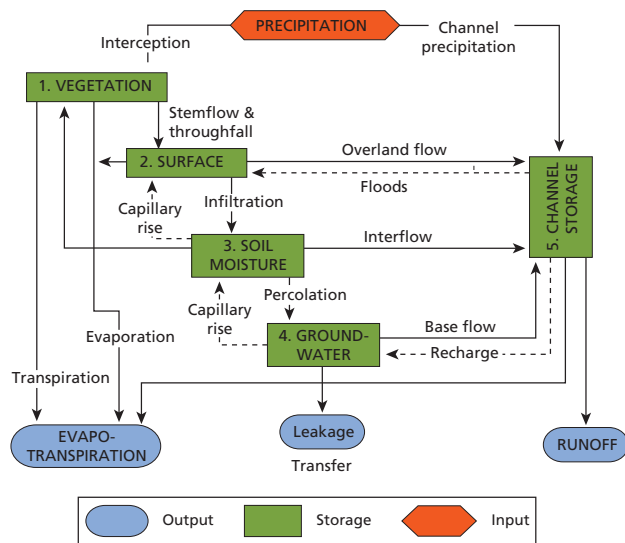 PRECIPITATION
Channel
precipitation
Interception
1. VEGETATION
Stemflow &
throughfall
2. SURFACE
Overland flow
Floods
5. CHANNEL
STORAGE
Capillary
rise
Infiltration
3. SOIL
MOISTURE
Interflow
Capillary
rise
Percolation
4. GROUND-
WATER
Base flow
Recharge
Evaporation
Transpiration
EVAPO-
TRANSPIRATION
Leakage
Transfer
RUNOFF
Output
Storage
Input